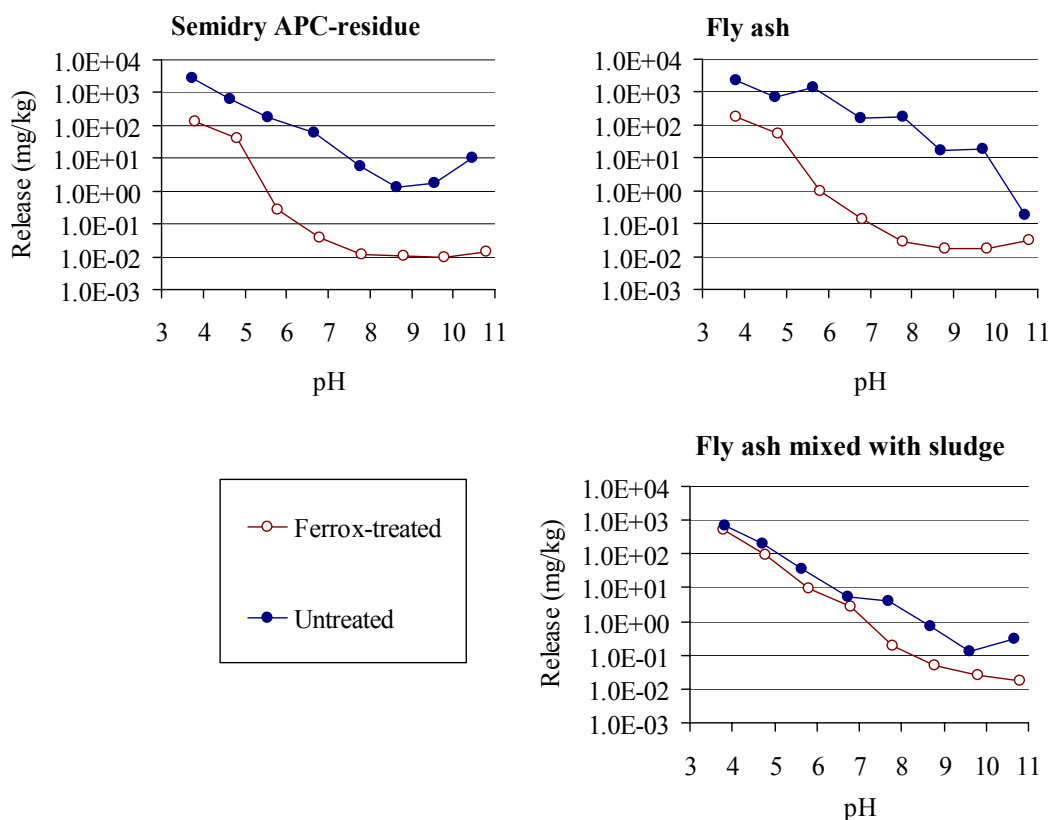 Semidry APC-residue
1.0E+04
1.0E+03
1.0E+02
1.0E+01
1.0E+00
1.0E-01
1.0E-02
1.0E-03
Release (mg/kg)
3 4 5 6 7 8 9 10 11
pH
Fly ash
1.0E+04
1.0E+03
1.0E+02
1.0E+01
1.0E+00
1.0E-01
1.0E-02
1.0E-03
3 4 5 6 7 8 9 10 11
pH
Ferrox-treated
Untreated
Fly ash mixed with sludge
1.0E+04
1.0E+03
1.0E+02
1.0E+01
1.0E+00
1.0E-01
1.0E-02
1.0E-03
Release (mg/kg)
3 4 5 6 7 8 9 10 11
pH